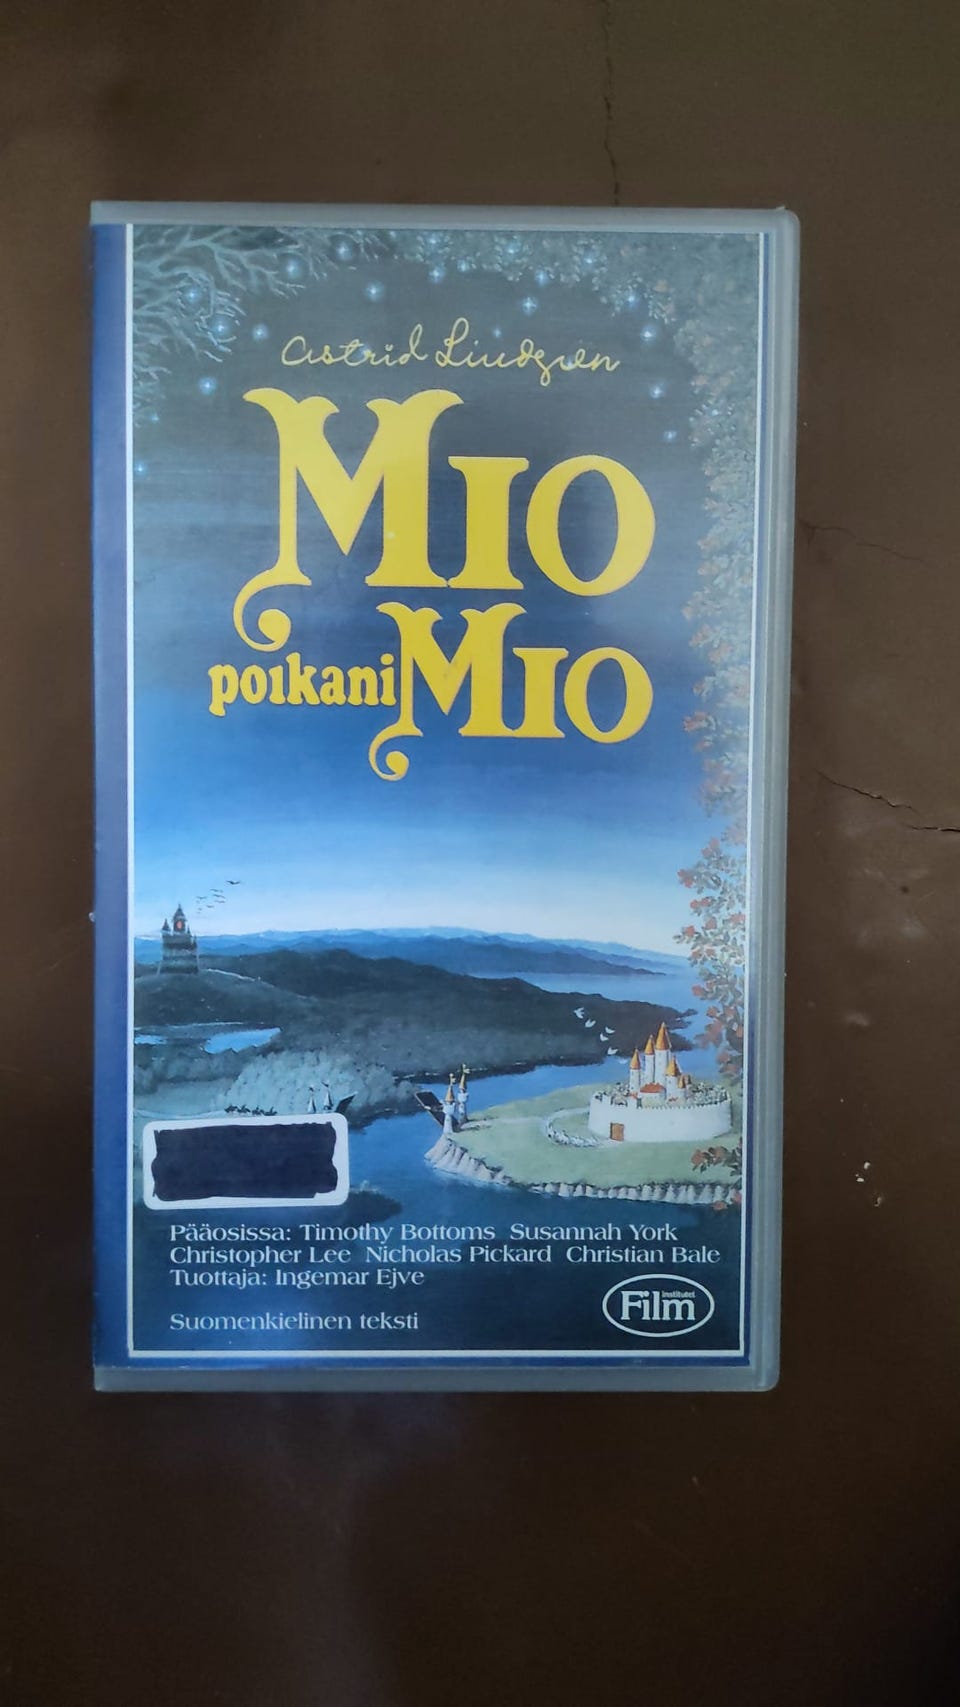 Astrid Lindgren
MIO
poikani MIO
Pääosissa: Timothy Bottoms Susannah York
Christopher Lee Nicholas Pickard Christian Bale
Tuottaja: Ingemar Ejve
Suomenkielinen teksti
Film institutet